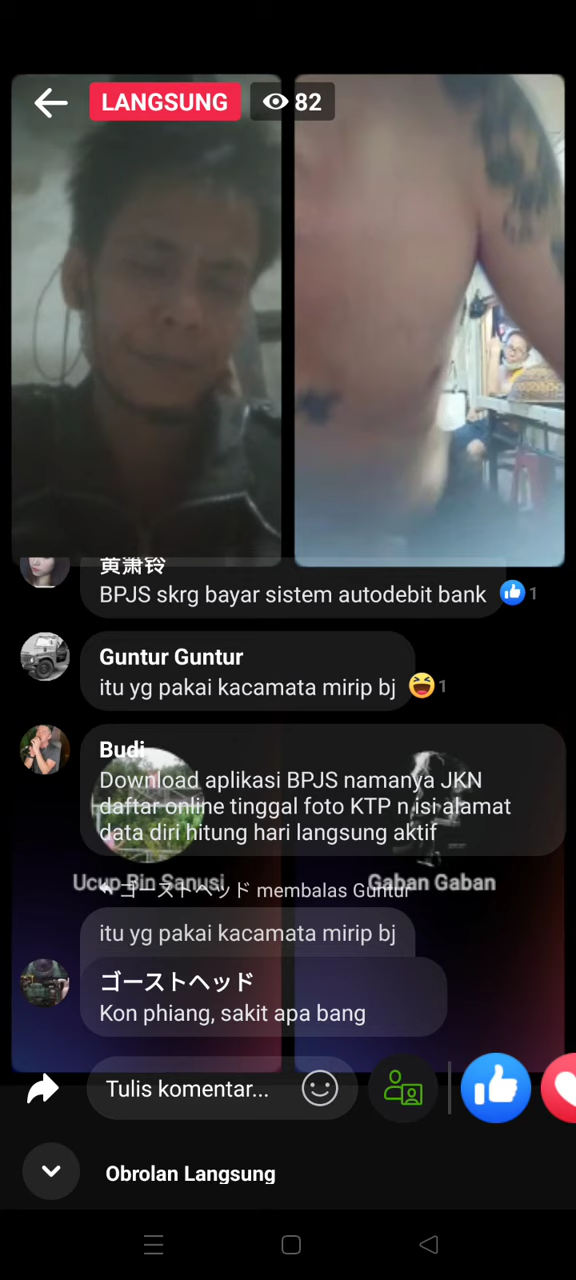 LANGSUNG
82
黄萧铃
BPJS skrg bayar sistem autodebit bank
1
Guntur Guntur
itu yg pakai kacamata mirip bj
1
Budi
Download aplikasi BPJS namanya JKN
daftar online tinggal foto KTP n isi alamat
data diri hitung hari langsung aktif
Ucup Bin Sanusi
Gaban Gaban
ゴーストヘッド membalas Guntur
itu yg pakai kacamata mirip bj
ゴーストヘッド
Kon phiang, sakit apa bang
Tulis komentar...
Obrolan Langsung